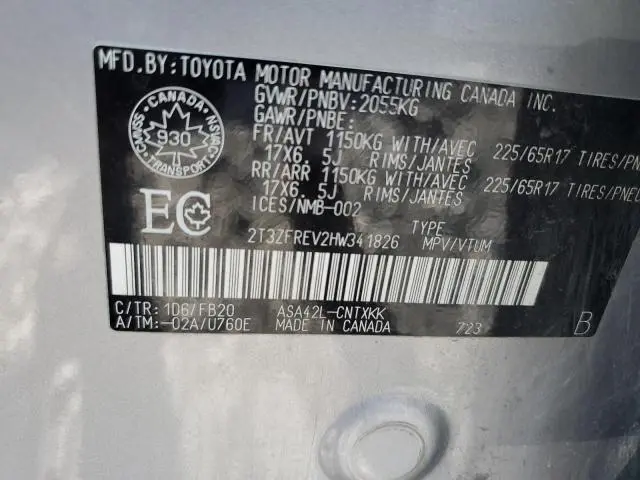 MFD.BY:TOYOTA MOTOR MANUFACTURING CANADA INC.
GVWR/PNBV:2055KG
GAWR/PNBE:
FR/AVT 1150KG WITH/AVEC 225/65R17 TIRES/PN
17X6.5J RIMS/JANTES
RR/ARR 1150KG WITH/AVEC 225/65R17 TIRES/PNEU
17X6.5J RIMS/JANTES
ICES/NMB-002
CANADA
930
TRANSPORT
CMVSS
NSVAC
EC
TYPE
2T3ZFREV2HW341826 MPV/VTUM
C/TR:1D6/FB20 ASA42L-CNTXKK
A/TM:-02A/U760E MADE IN CANADA 723 B